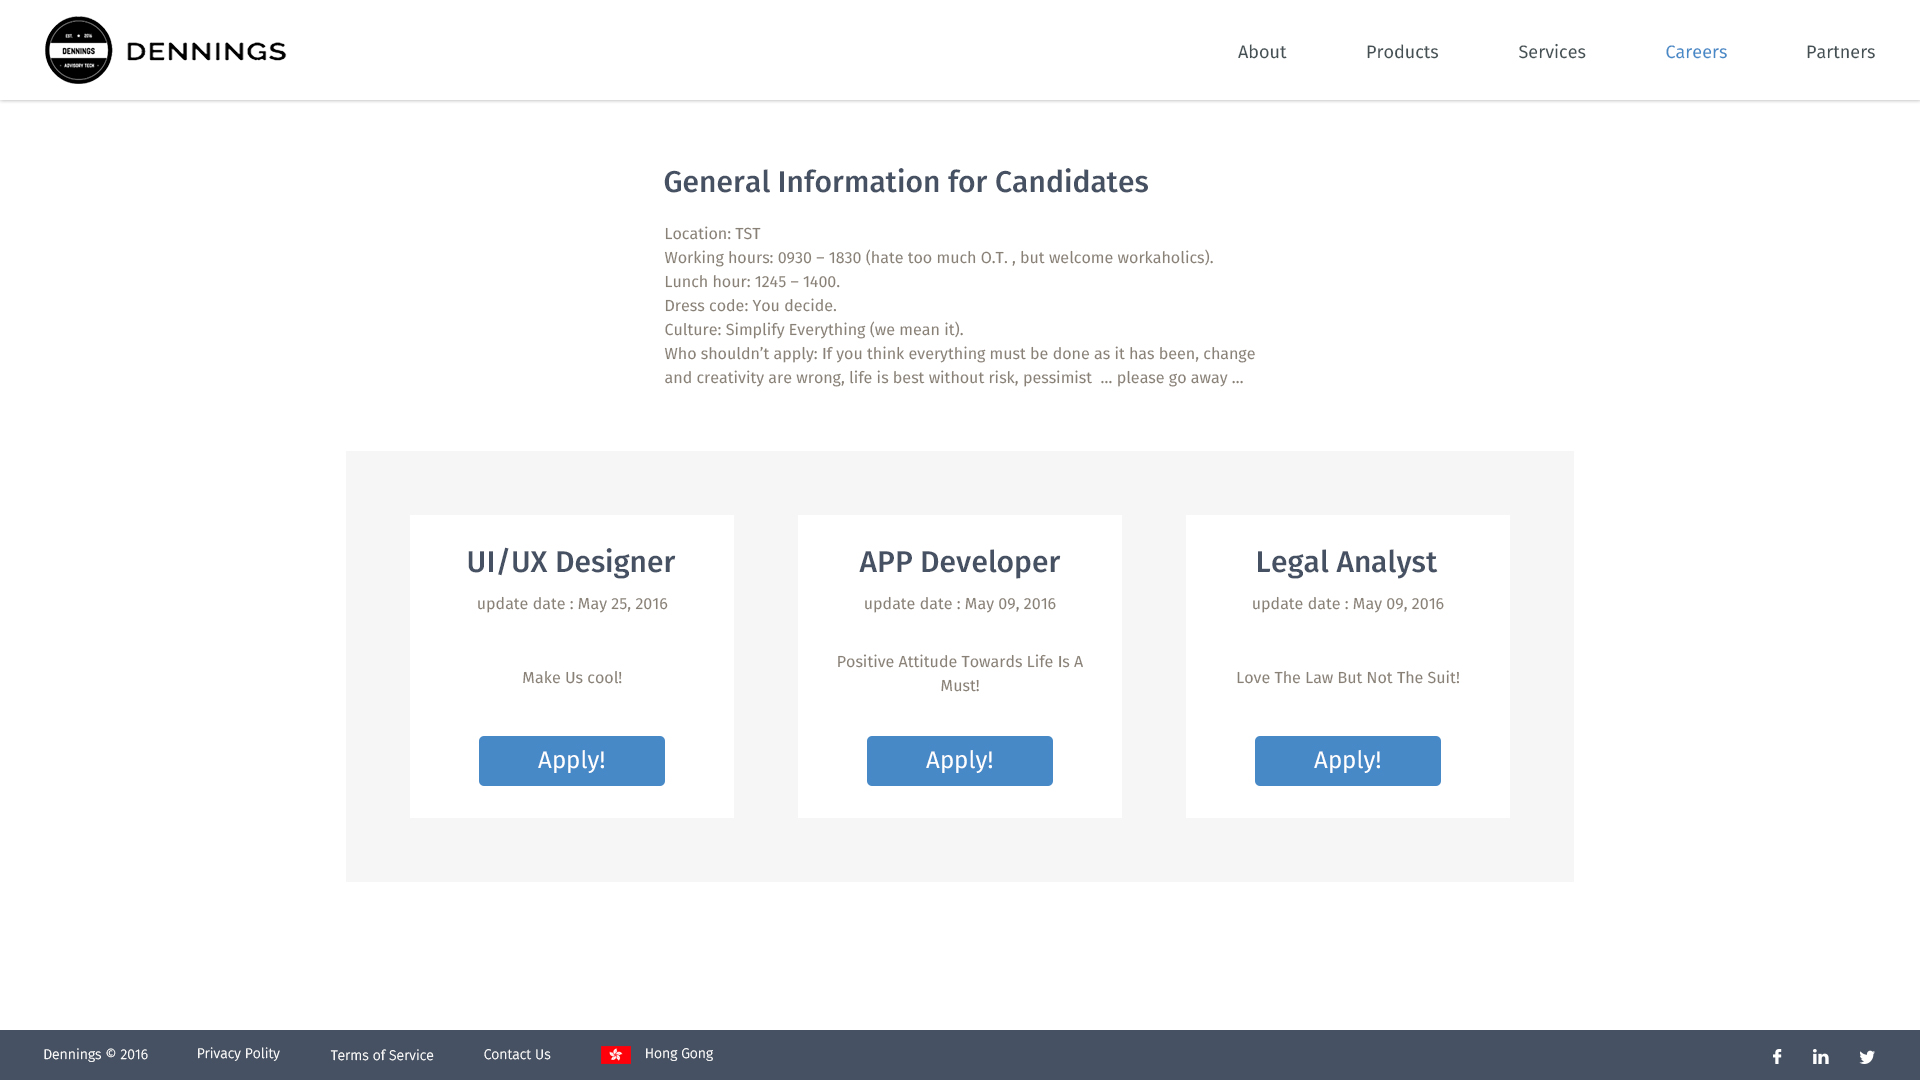 EST. 2016
DENNINGS
ADVISORY TECH
DENNINGS
About
Products
Services
Careers
Partners
General Information for Candidates
Location: TST
Working hours: 0930 – 1830 (hate too much O.T. , but welcome workaholics).
Lunch hour: 1245 – 1400.
Dress code: You decide.
Culture: Simplify Everything (we mean it).
Who shouldn’t apply: If you think everything must be done as it has been, change
and creativity are wrong, life is best without risk, pessimist  ... please go away ...
UI/UX Designer
update date : May 25, 2016
Make Us cool!
Apply!
APP Developer
update date : May 09, 2016
Positive Attitude Towards Life Is A
Must!
Apply!
Legal Analyst
update date : May 09, 2016
Love The Law But Not The Suit!
Apply!
Dennings © 2016
Privacy Polity
Terms of Service
Contact Us
Hong Gong